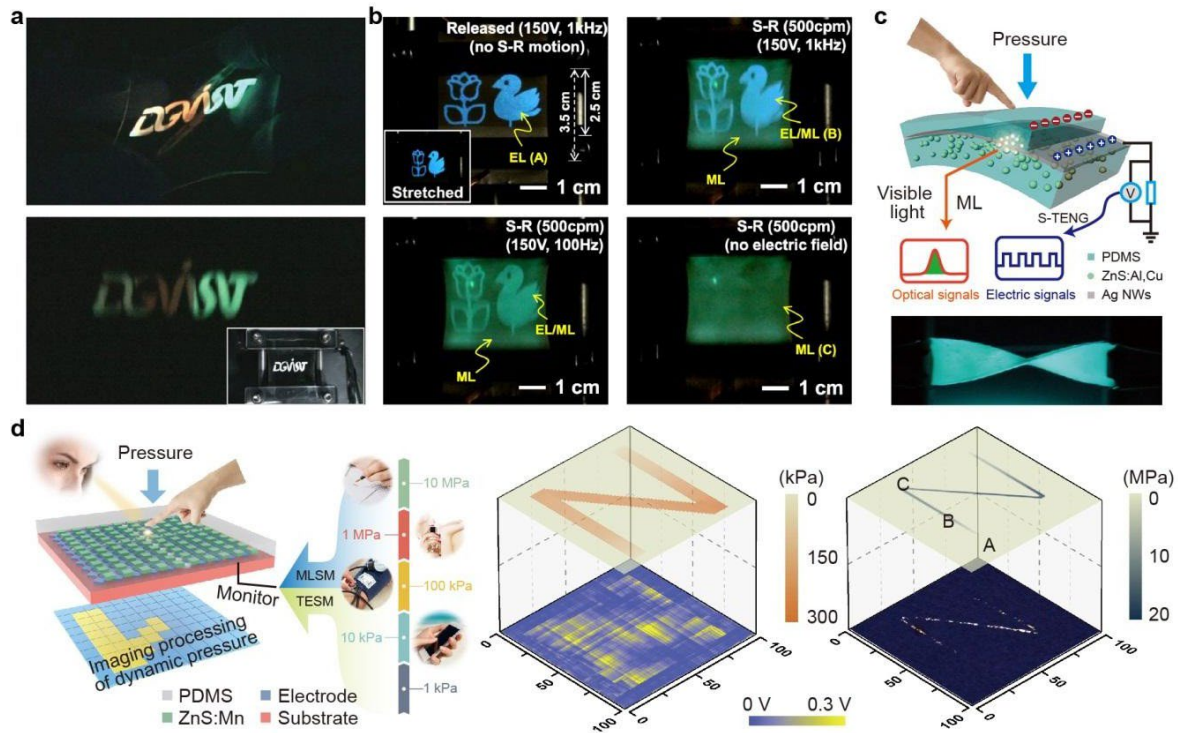 a
DGIST
DGIST
DGIST
b
Released (150V, 1kHz)
(no S-R motion)
3.5 cm
2.5 cm
EL (A)
Stretched
1 cm
S-R (500cpm)
(150V, 1kHz)
EL/ML (B)
ML
1 cm
S-R (500cpm)
(150V, 100Hz)
EL/ML
ML
1 cm
S-R (500cpm)
(no electric field)
ML (C)
1 cm
c
Pressure
Visible
light
ML
S-TENG
V
Optical signals
Electric signals
PDMS
ZnS:Al,Cu
Ag NWs
d
Pressure
Monitor
Imaging processing
of dynamic pressure
PDMS
Electrode
ZnS:Mn
Substrate
MLSM
TESM
10 MPa
1 MPa
100 kPa
10 kPa
1 kPa
(kPa)
0
150
300
0
50
100
0
50
100
0 V
0.3 V
C
B
A
(MPa)
0
10
20
0
50
100
0
50
100